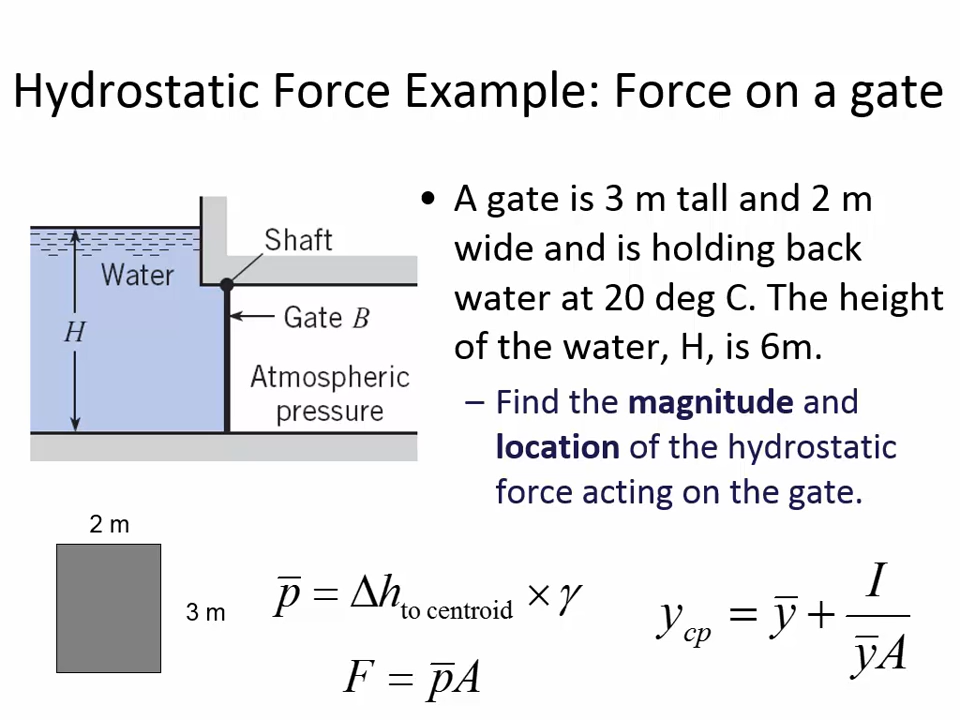 Hydrostatic Force Example: Force on a gate
Shaft
Water
H
Gate B
Atmospheric
pressure
• A gate is 3 m tall and 2 m
wide and is holding back
water at 20 deg C. The height
of the water, H, is 6m.
– Find the magnitude and
location of the hydrostatic
force acting on the gate.
2 m
3 m
p̅ = Δh_to centroid × γ
F = p̅A
y_cp = y̅ + I / y̅A